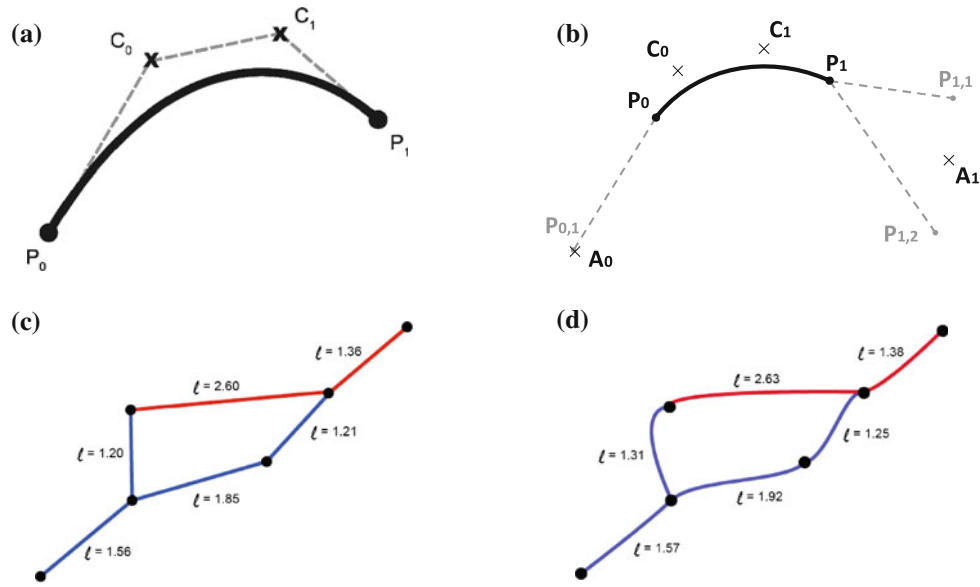 (a)
C0
C1
P0
P1
(b)
C0
C1
P0
P1
P1,1
A1
P0,1
A0
P1,2
(c)
ℓ = 1.36
ℓ = 2.60
ℓ = 1.21
ℓ = 1.20
ℓ = 1.85
ℓ = 1.56
(d)
ℓ = 1.38
ℓ = 2.63
ℓ = 1.25
ℓ = 1.31
ℓ = 1.92
ℓ = 1.57